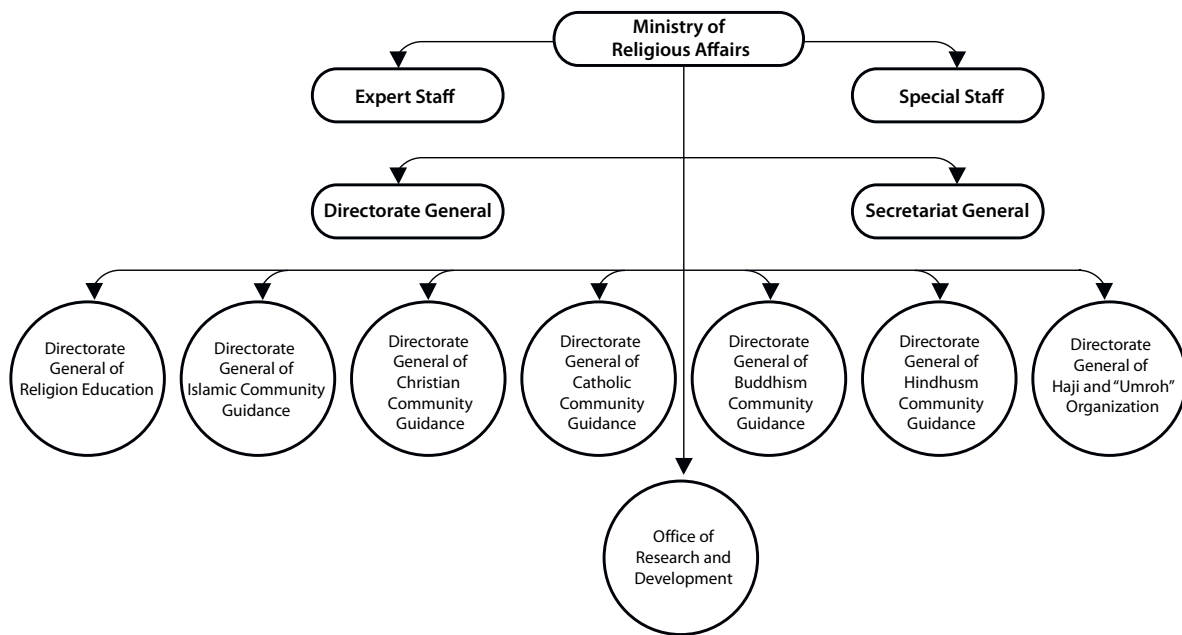 Ministry of
Religious Affairs
Expert Staff
Special Staff
Directorate General
Secretariat General
Directorate
General of
Religion Education
Directorate
General of
Islamic Community
Guidance
Directorate
General of
Christian
Community
Guidance
Directorate
General of
Catholic
Community
Guidance
Directorate
General of
Buddhism
Community
Guidance
Directorate
General of
Hindhusm
Community
Guidance
Directorate
General of
Haji and “Umroh”
Organization
Office of
Research and
Development